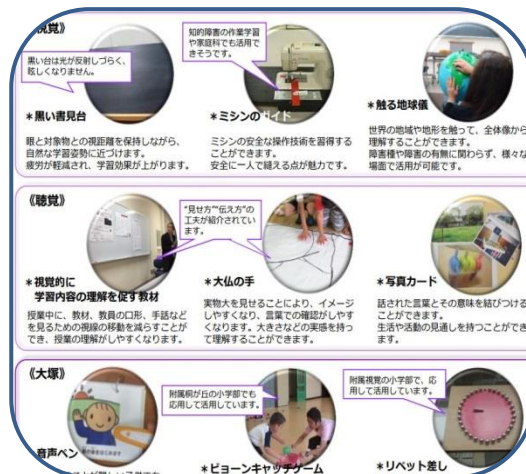 視覚》
黒い台は光が反射しづらく、
眩しくなりません。
知的障害の作業学習
や家庭科でも活用で
きそうです。
＊黒い書見台
眼と対象物との視距離を保持しながら、
自然な学習姿勢に近づけます。
疲労が軽減され、学習効果が上がります。
＊ミシンのガイド
ミシンの安全な操作技術を習得する
ことができます。
安全に一人で縫える点が魅力です。
＊触る地球儀
世界の地域や地形を触って、全体像から
理解することができます。
障害種や障害の有無に関わらず、様々な
場面で活用が可能です。
《聴覚》
“見せ方”“伝え方”の
工夫が紹介されてい
ます。
＊視覚的に
学習内容の理解を促す教材
授業中に、教材、教員の口形、手話など
を見るための視線の移動を減らすことが
でき、授業の理解がしやすくなります。
＊大仏の手
実物大を見せることにより、イメージ
しやすくなり、言葉での確認がしやす
くなります。大きさなどの実感を持っ
て理解することができます。
＊写真カード
話された言葉とその意味を結びつける
ことができます。
生活や活動の見通しを持つことができ
ます。
《大塚》
附属桐が丘の小学部でも
応用して活用しています。
附属視覚の小学部で、応
用して活用しています。
音声ペン
＊ビョーンキャッチゲーム
＊リベット差し